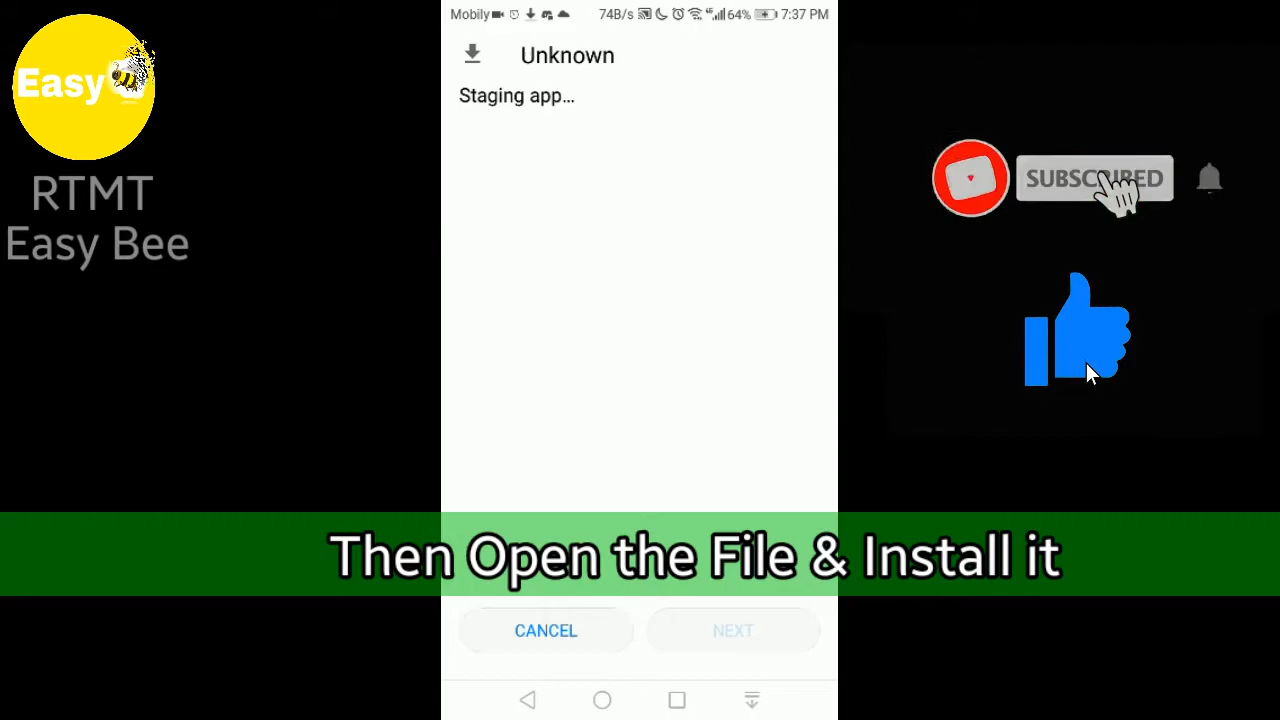 Mobily 74B/s 4G 64% 7:37 PM
Easy
RTMT
Easy Bee
Unknown
Staging app...
SUBSCRIBED
Then Open the File & Install it
CANCEL NEXT